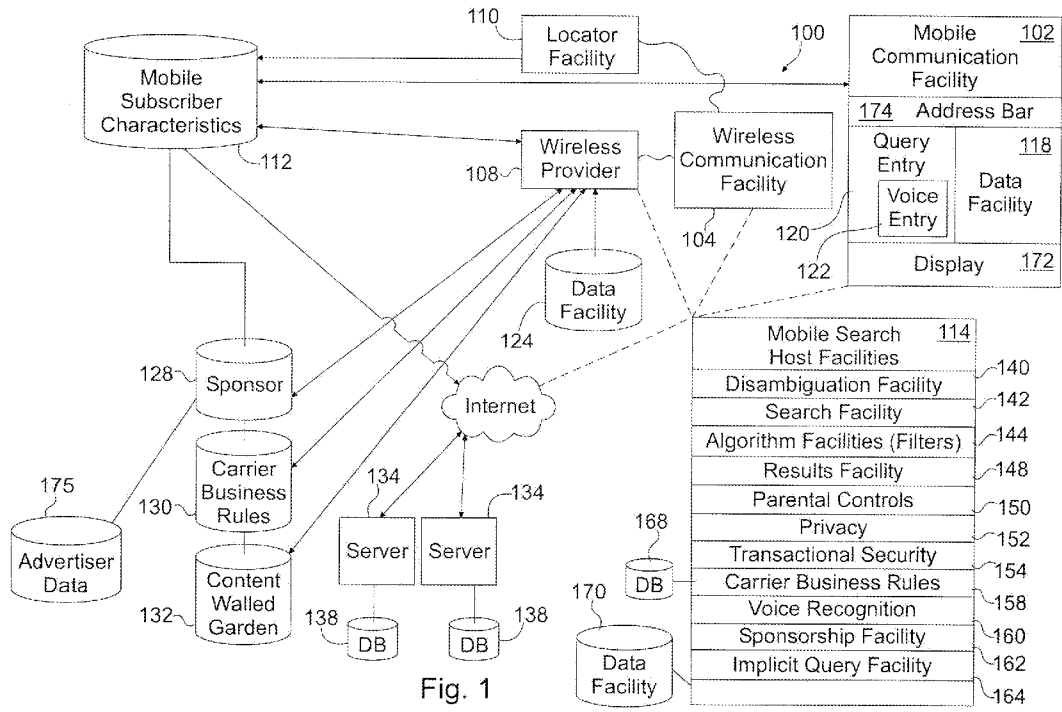 110
Locator
Facility
100
Mobile 102
Communication
Facility
174 Address Bar
Query
Entry
Voice
Entry
118
Data
Facility
120
122
Display 172
Mobile
Subscriber
Characteristics
112
Wireless
Provider
108
Wireless
Communication
Facility
104
Data
Facility
124
128
Sponsor
Internet
175
Advertiser
Data
130
Carrier
Business
Rules
132
Content
Walled
Garden
134
Server
134
Server
138
DB
DB
138
Mobile Search 114
Host Facilities
140
Disambiguation Facility
142
Search Facility
144
Algorithm Facilities (Filters)
148
Results Facility
150
Parental Controls
152
Privacy
154
Transactional Security
158
Carrier Business Rules
160
Voice Recognition
162
Sponsorship Facility
164
Implicit Query Facility
168
DB
170
Data
Facility
Fig. 1